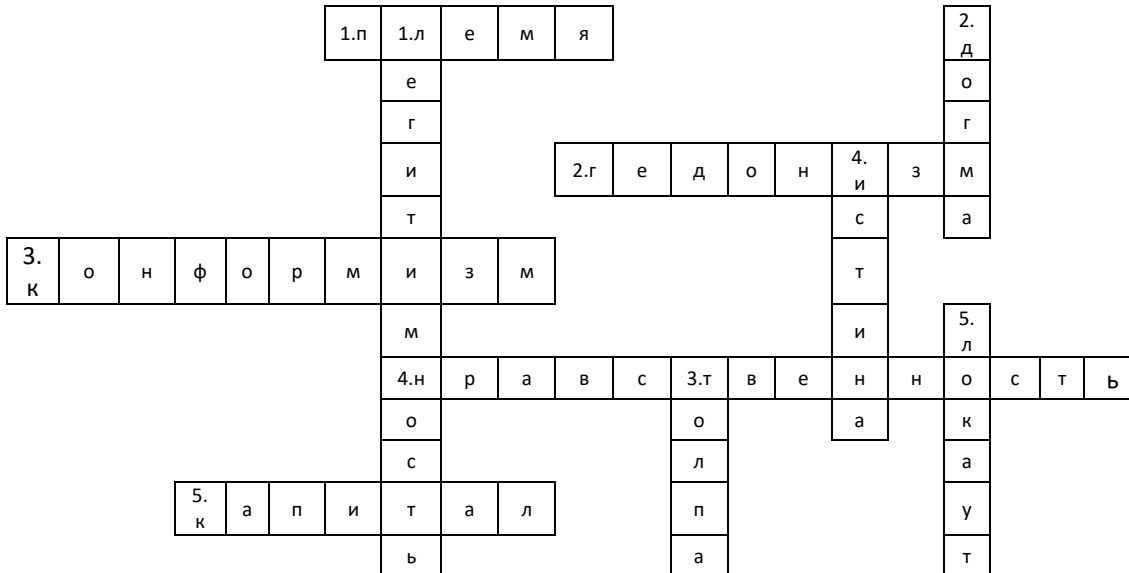 1.п 1.л е м я 2. д
е о
г г
и 2.г е д о н 4. и з м
т с а
3. к о н ф о р м и з м т
м и 5. л
4.н р а в с 3.т в е н н о с т ь
о о а к
с л а
5. к а п и т а л п у
ь а т